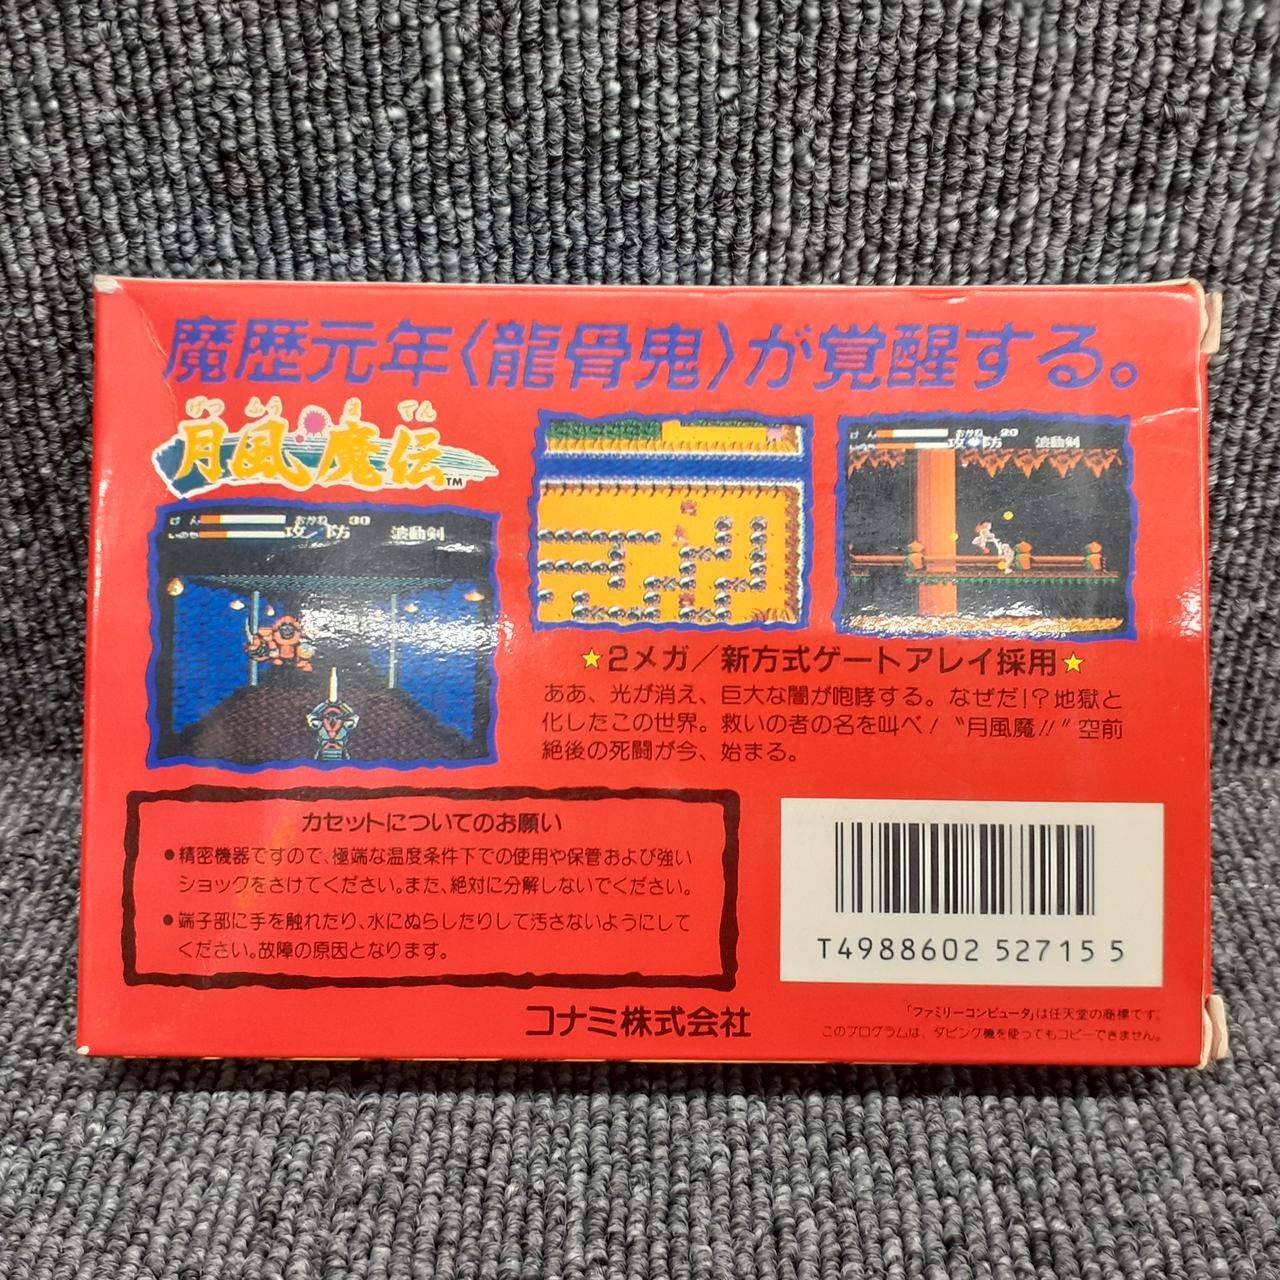 魔歴元年〈龍骨鬼〉が覚醒する。
げつ ふう ま でん
月風魔伝 TM
けん おかね 30
いのち 攻 防 波動剣
けん おかね 20
いのち 攻 防 波動剣
★2メガ/新方式ゲートアレイ採用★
ああ、光が消え、巨大な闇が咆哮する。なぜだ!?地獄と
化したこの世界。救いの者の名を叫べ!〝月風魔!!〟空前
絶後の死闘が今、始まる。
カセットについてのお願い
●精密機器ですので、極端な温度条件下での使用や保管および強い
ショックをさけてください。また、絶対に分解しないでください。
●端子部に手を触れたり、水にぬらしたりして汚さないようにして
ください。故障の原因となります。
T4988602 52715 5
コナミ株式会社
「ファミリーコンピュータ」は任天堂の商標です。
このプログラムは、ダビング機を使ってもコピーできません。